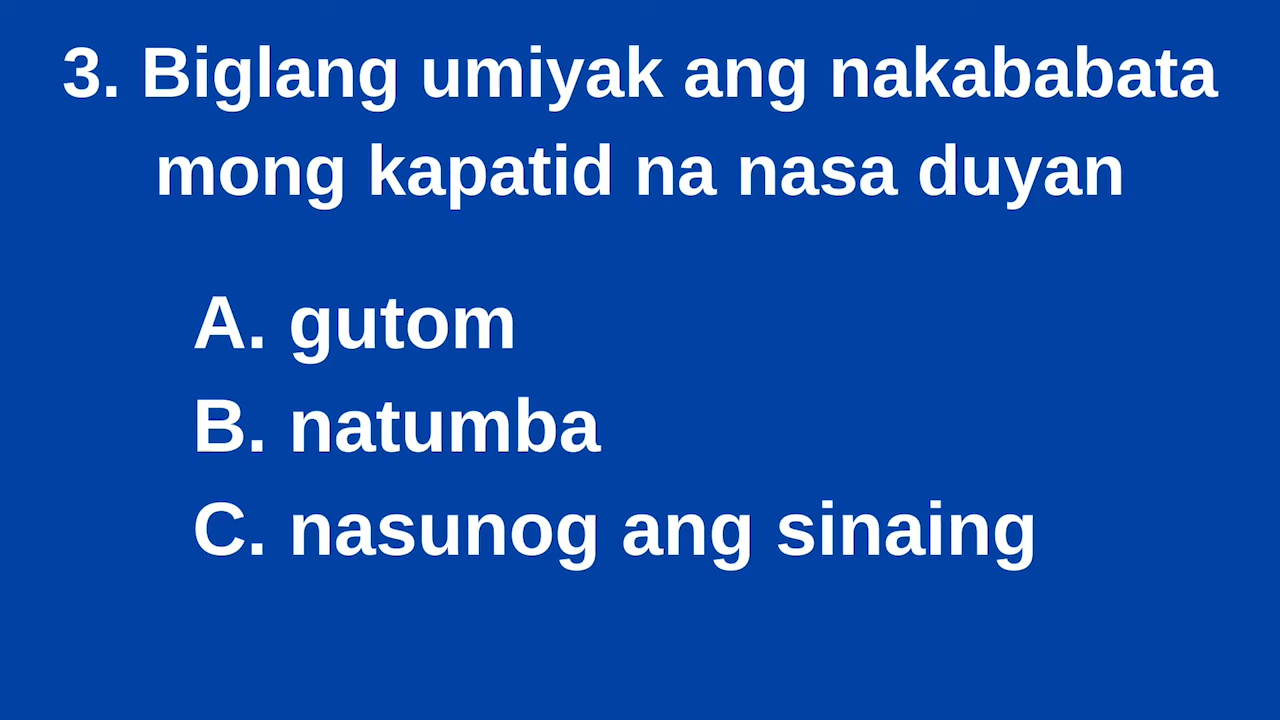 3. Biglang umiyak ang nakababata
mong kapatid na nasa duyan
A. gutom
B. natumba
C. nasunog ang sinaing